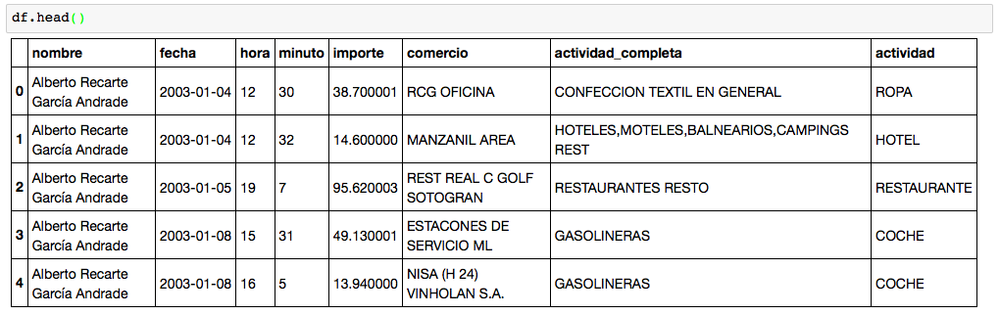 df.head()
nombre fecha hora minuto importe comercio actividad_completa actividad
0 Alberto Recarte García Andrade 2003-01-04 12 30 38.700001 RCG OFICINA CONFECCION TEXTIL EN GENERAL ROPA
1 Alberto Recarte García Andrade 2003-01-04 12 32 14.600000 MANZANIL AREA HOTELES,MOTELES,BALNEARIOS,CAMPINGS REST HOTEL
2 Alberto Recarte García Andrade 2003-01-05 19 7 95.620003 REST REAL C GOLF SOTOGRAN RESTAURANTES RESTO RESTAURANTE
3 Alberto Recarte García Andrade 2003-01-08 15 31 49.130001 ESTACONES DE SERVICIO ML GASOLINERAS COCHE
4 Alberto Recarte García Andrade 2003-01-08 16 5 13.940000 NISA (H 24) VINHOLAN S.A. GASOLINERAS COCHE